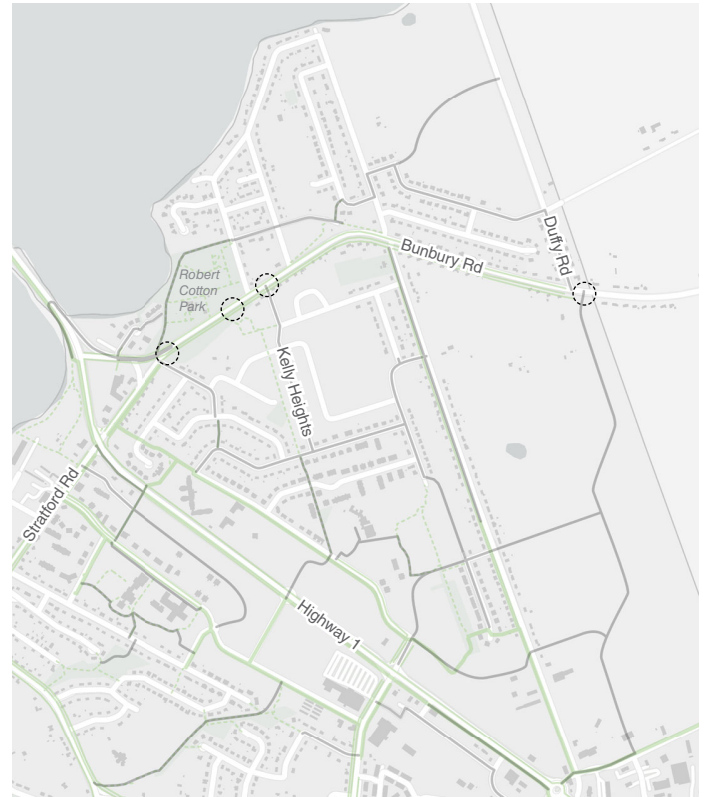 Duffy Rd
Bunbury Rd
Robert
Cotton
Park
Kelly Heights
Stratford Rd
Highway 1